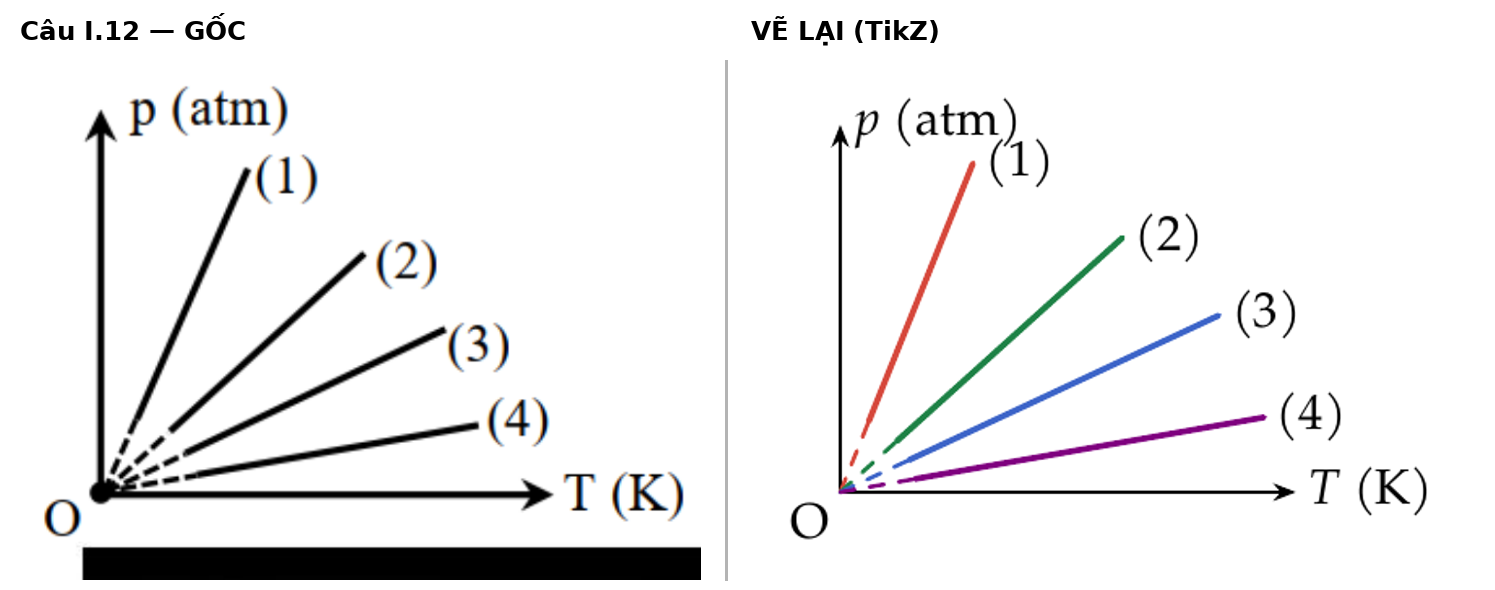 Câu I.12 — GỐC
p (atm)
(1)
(2)
(3)
(4)
T (K)
O
VẼ LẠI (TikZ)
p (atm)
(1)
(2)
(3)
(4)
T (K)
O